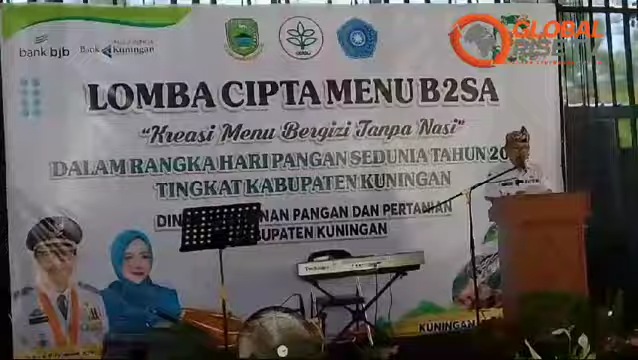 bank bjb
Bank Kuningan
GLOBAL
LOMBA CIPTA MENU B2SA
"Kreasi Menu Bergizi Tanpa Nasi"
DALAM RANGKA HARI PANGAN SEDUNIA TAHUN 20
TINGKAT KABUPATEN KUNINGAN
PANGAN DAN PERTANIAN
KABUPATEN KUNINGAN
KUNINGAN